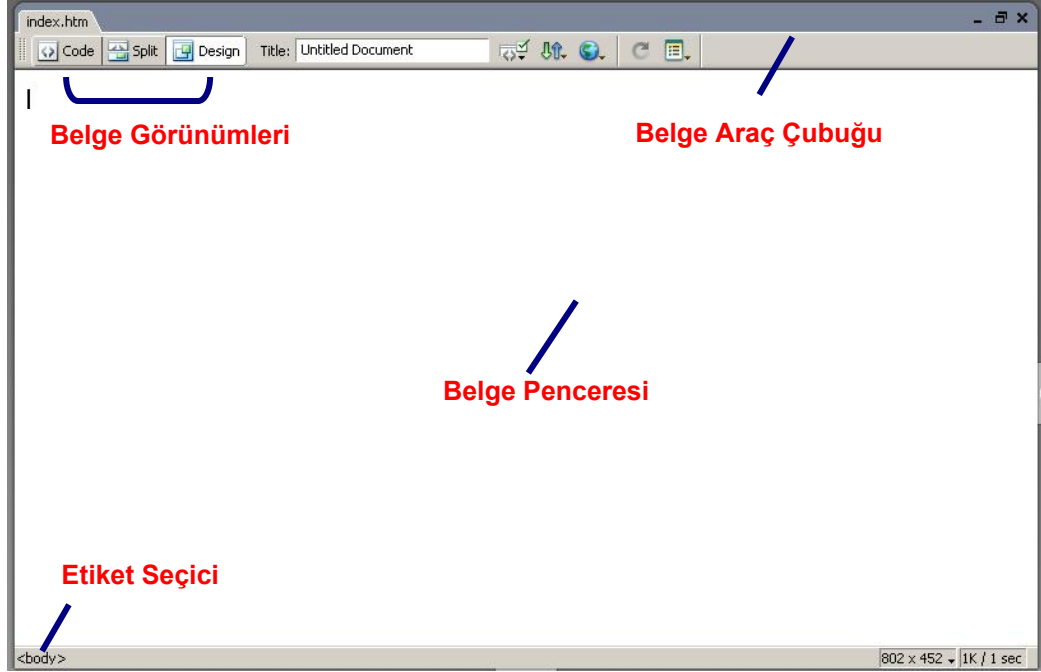 index.htm
Code Split Design Title: Untitled Document
Belge Görünümleri
Belge Araç Çubuğu
Belge Penceresi
Etiket Seçici
<body> 802 x 452 1K / 1 sec